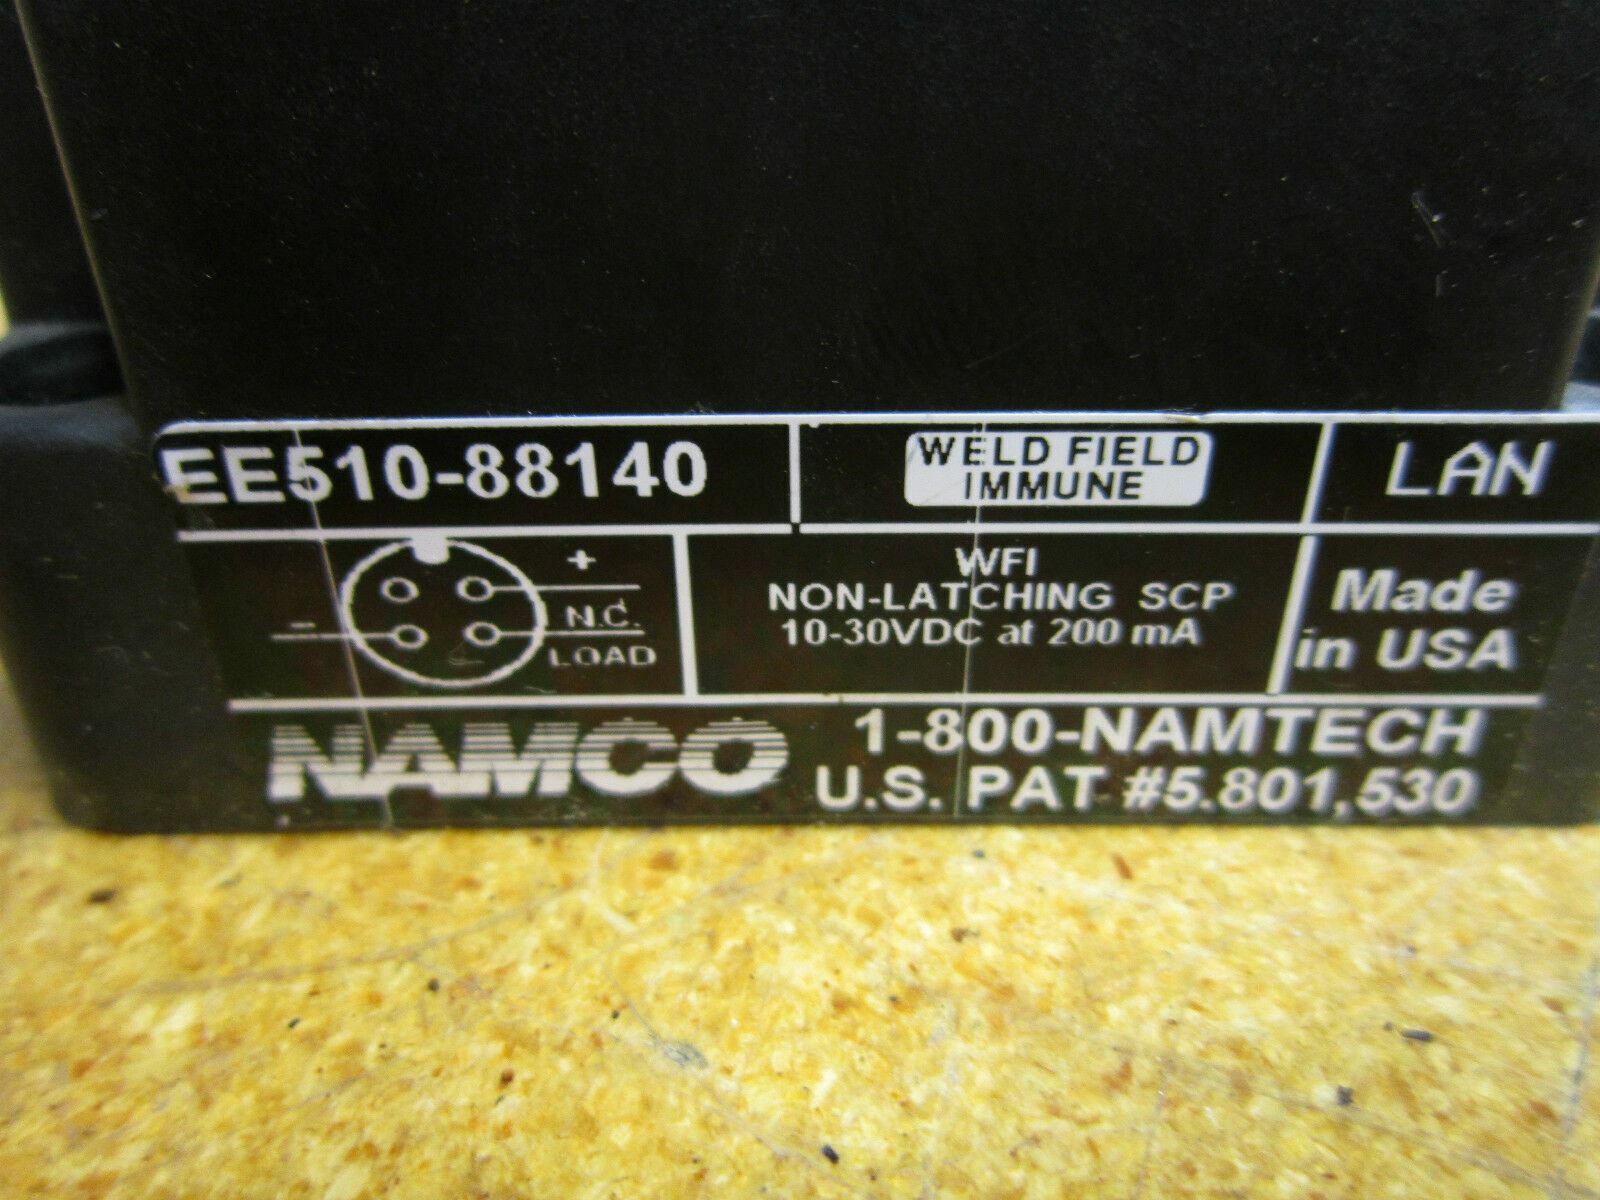 EE510-88140
WELD FIELD
IMMUNE
LAN
+
-
N.C.
LOAD
WFI
NON-LATCHING SCP
10-30VDC at 200 mA
Made
in USA
NAMCO
1-800-NAMTECH
U.S. PAT #5.801,530